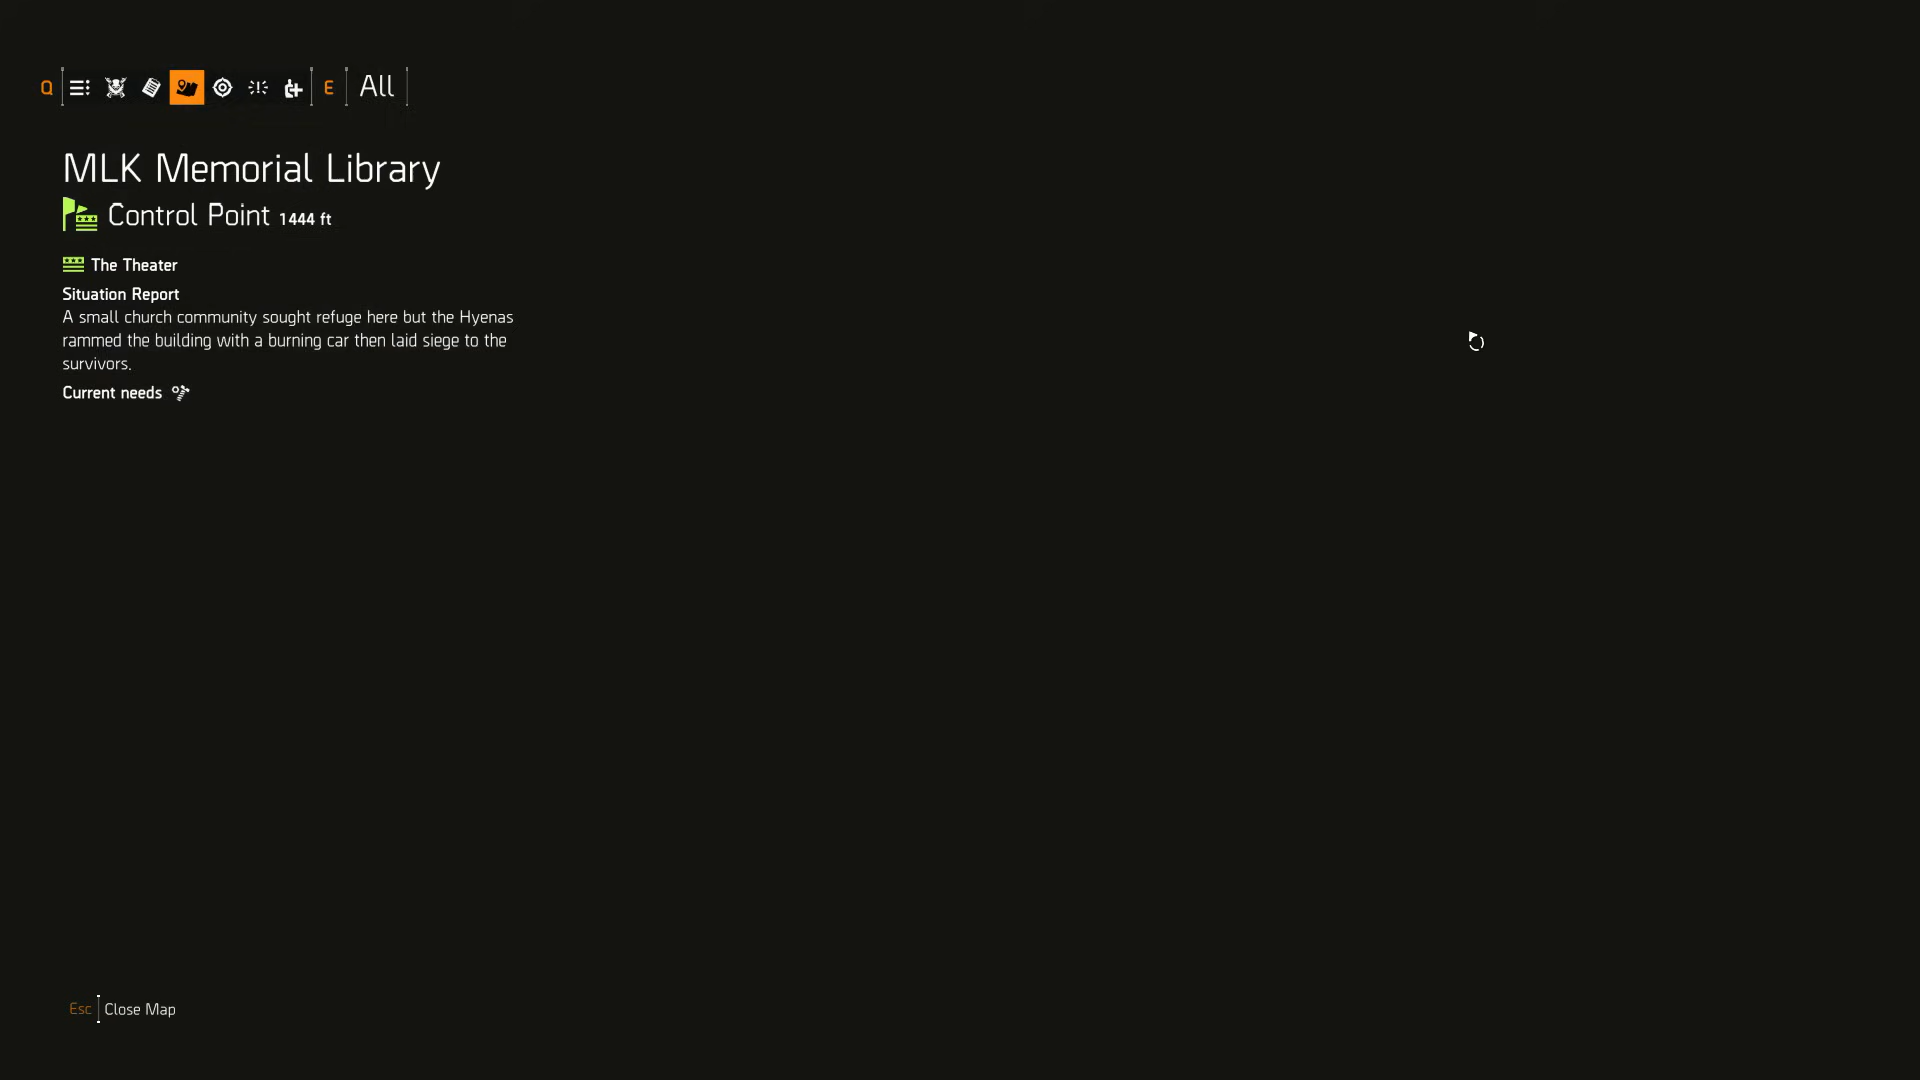 Q E All
MLK Memorial Library
Control Point 1444 ft
The Theater
Situation Report
A small church community sought refuge here but the Hyenas
rammed the building with a burning car then laid siege to the
survivors.
Current needs
Esc Close Map